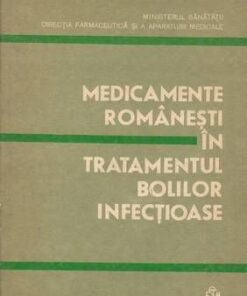 MINISTERUL SĂNĂTĂȚII
DIRECȚIA FARMACEUTICĂ ȘI A APARATURII MEDICALE
MEDICAMENTE
ROMÂNEȘTI
ÎN
TRATAMENTUL
BOLILOR
INFECȚIOASE